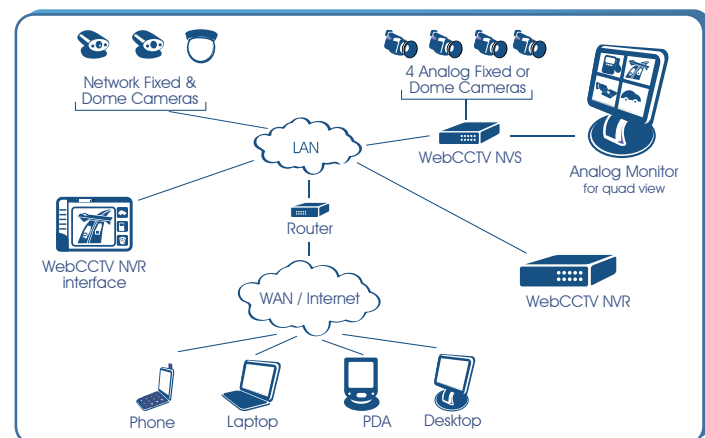 Network Fixed &
Dome Cameras
4 Analog Fixed or
Dome Cameras
LAN
WebCCTV NVS
Analog Monitor
for quad view
Router
WebCCTV NVR
interface
WAN / Internet
WebCCTV NVR
Phone
Laptop
PDA
Desktop